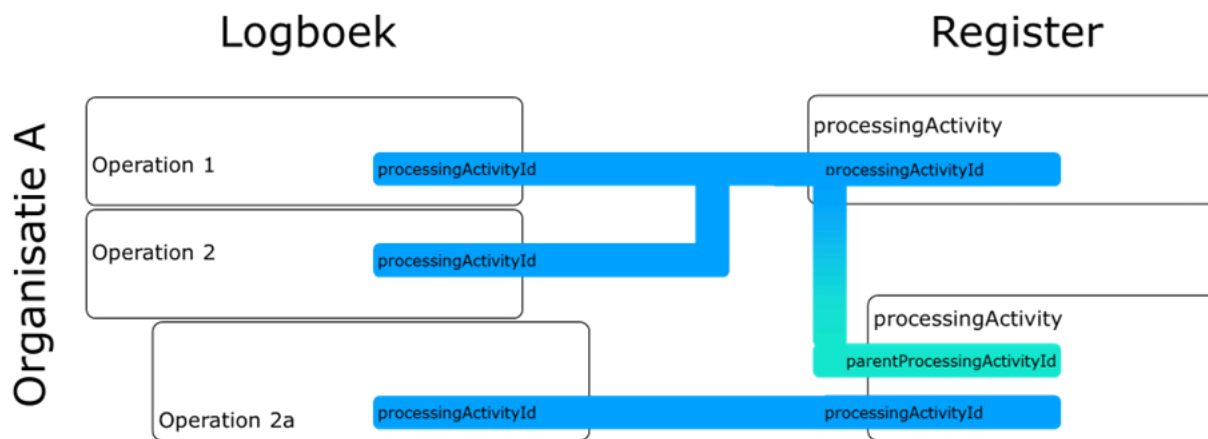 Logboek
Register
Organisatie A
processingActivity
Operation 1
processingActivityId
processingActivityId
Operation 2
processingActivityId
processingActivity
parentProcessingActivityId
Operation 2a
processingActivityId
processingActivityId